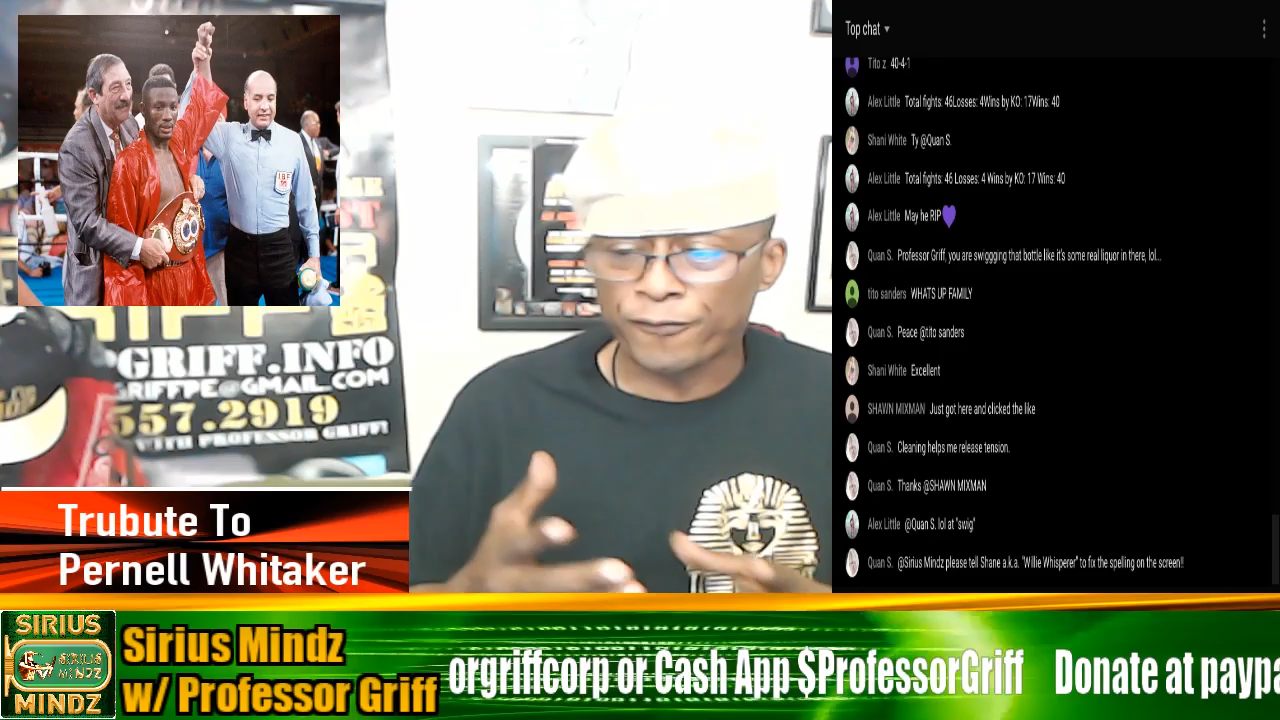 IBF
GRIFF
PGRIFF.INFO
GRIFFPE@GMAIL.COM
557.2919
WITH PROFESSOR GRIFF!
Trubute To
Pernell Whitaker
Top chat
Tito z 40-4-1
Alex Little Total fights: 46Losses: 4Wins by KO: 17Wins: 40
Shani White Ty @Quan S.
Alex Little Total fights: 46 Losses: 4 Wins by KO: 17 Wins: 40
Alex Little May he RIP💜
Quan S. Professor Griff, you are swiggging that bottle like it's some real liquor in there, lol...
tito sanders WHATS UP FAMILY
Quan S. Peace @tito sanders
Shani White Excellent
SHAWN MIXMAN Just got here and clicked the like
Quan S. Cleaning helps me release tension.
Quan S. Thanks @SHAWN MIXMAN
Alex Little @Quan S. lol at "swig"
Quan S. @Sirius Mindz please tell Shane a.k.a. "Willie Whisperer" to fix the spelling on the screen!!
SIRIUS
SIRIUS
MINDZ
MINDZ
Sirius Mindz
w/ Professor Griff
orgriffcorp or Cash App $ProfessorGriff Donate at paypa